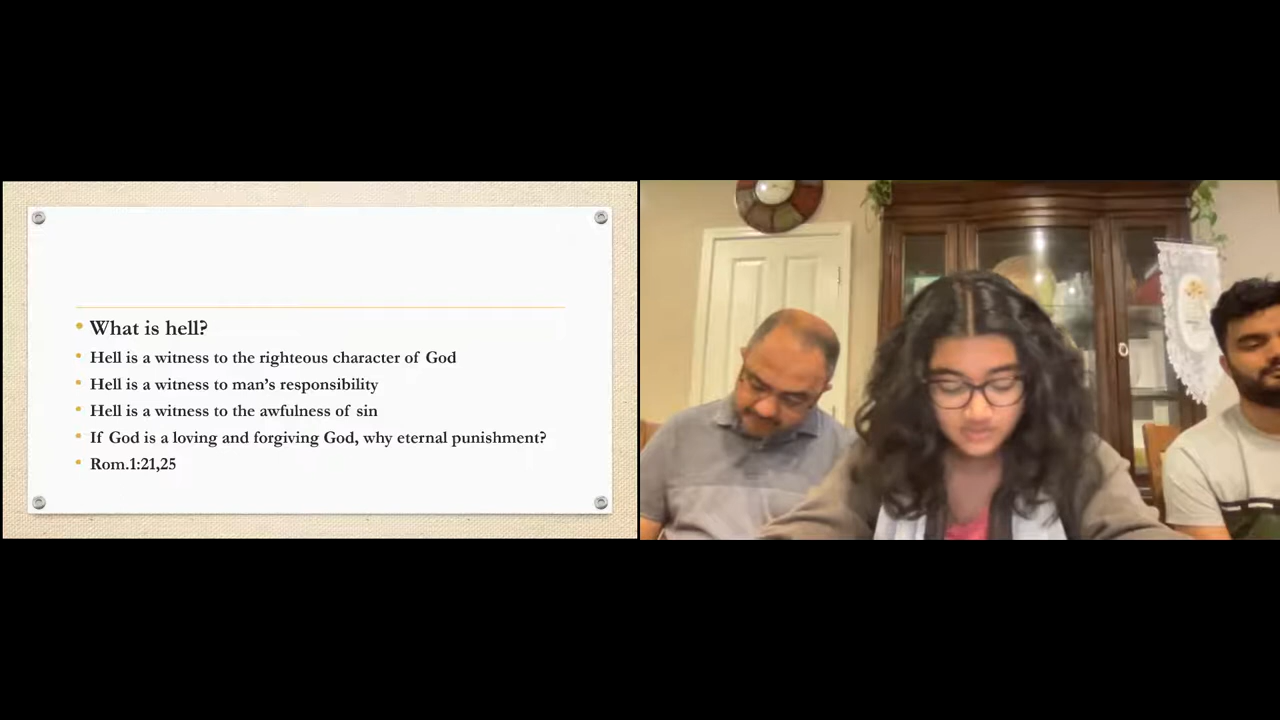 What is hell?
Hell is a witness to the righteous character of God
Hell is a witness to man’s responsibility
Hell is a witness to the awfulness of sin
If God is a loving and forgiving God, why eternal punishment?
Rom.1:21,25